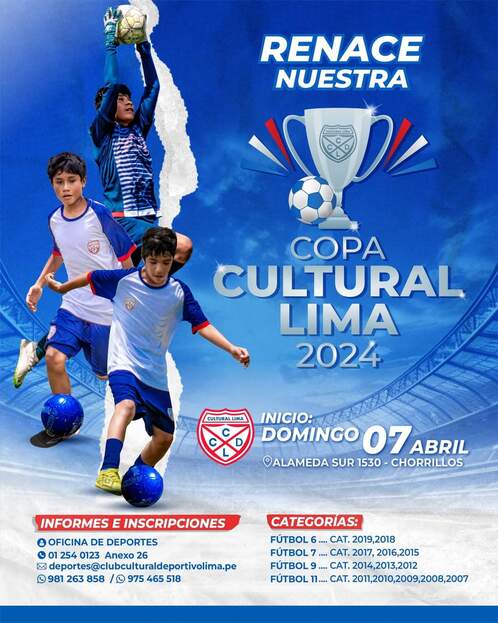 RENACE
NUESTRA
CULTURAL LIMA
C
C D
L
COPA
CULTURAL
LIMA
2024
CULTURAL LIMA
C
C D
L
INICIO:
DOMINGO 07 ABRIL
ALAMEDA SUR 1530 - CHORRILLOS
INFORMES E INSCRIPCIONES
OFICINA DE DEPORTES
01 254 0123 Anexo 26
deportes@clubculturaldeportivolima.pe
981 263 858 / 975 465 518
CATEGORÍAS:
FÚTBOL 6 .... CAT. 2019,2018
FÚTBOL 7 .... CAT. 2017, 2016,2015
FÚTBOL 9 .... CAT. 2014,2013,2012
FÚTBOL 11.... CAT. 2011,2010,2009,2008,2007